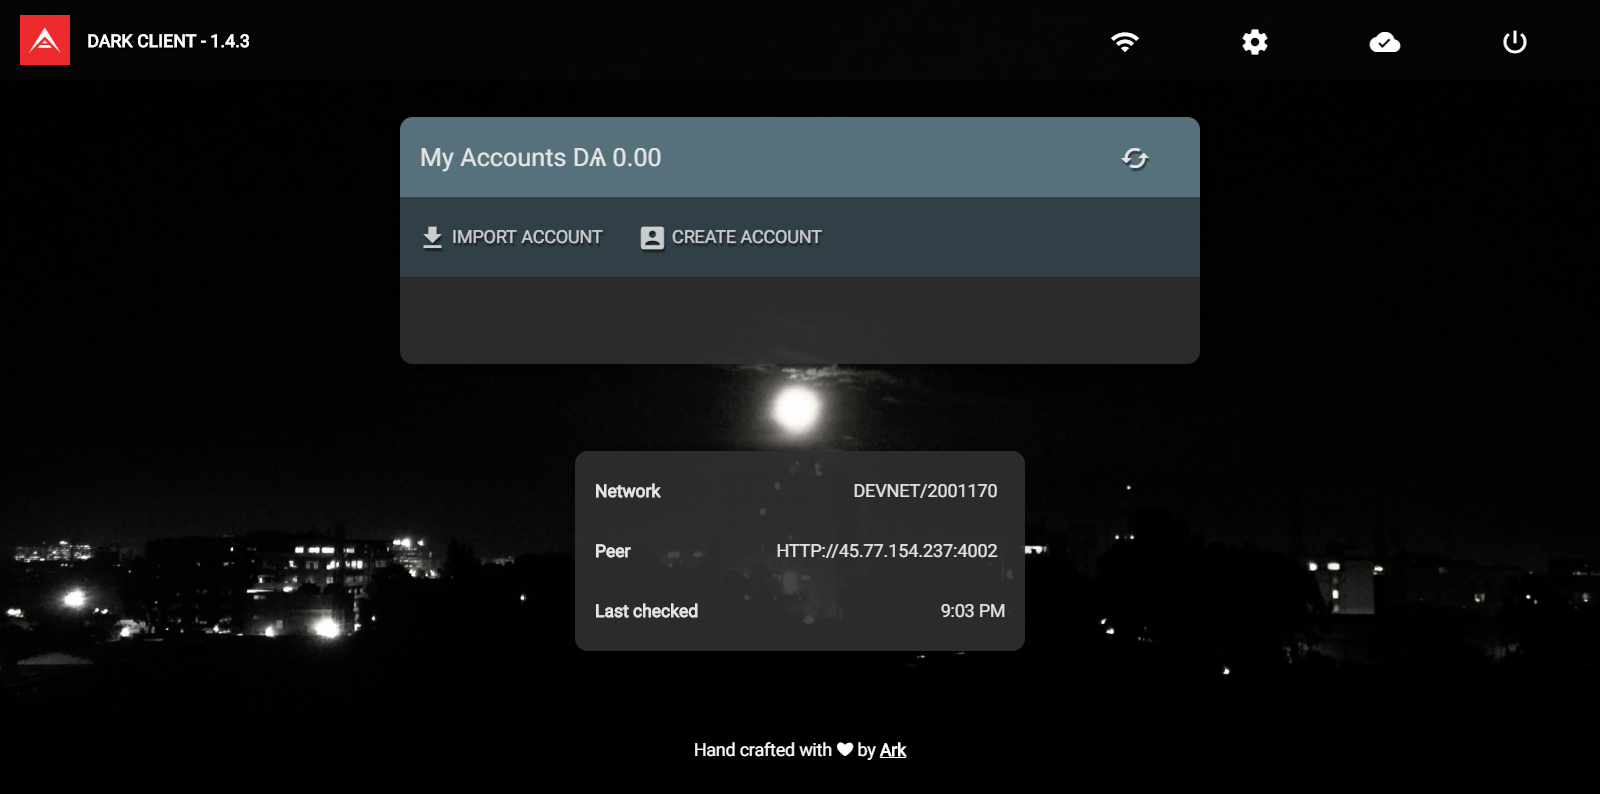 DARK CLIENT - 1.4.3
My Accounts DѦ 0.00
IMPORT ACCOUNT CREATE ACCOUNT
Network DEVNET/2001170
Peer HTTP://45.77.154.237:4002
Last checked 9:03 PM
Hand crafted with ♥ by Ark